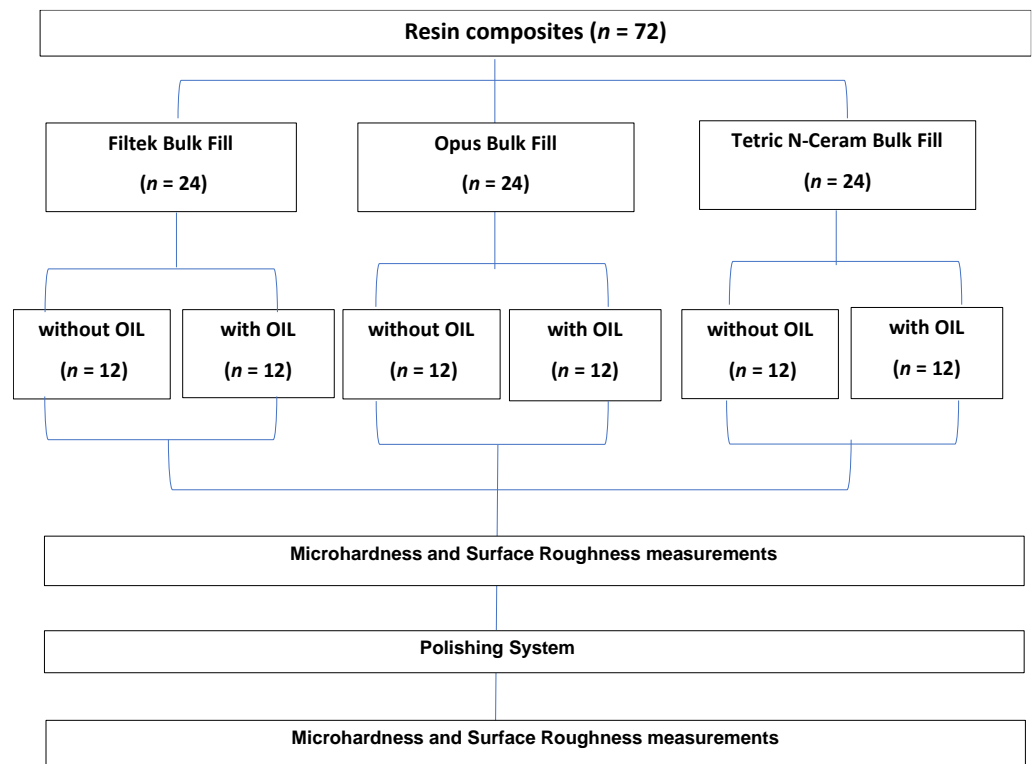 Resin composites (n = 72)
Filtek Bulk Fill
(n = 24)
Opus Bulk Fill
(n = 24)
Tetric N-Ceram Bulk Fill
(n = 24)
without OIL
(n = 12)
with OIL
(n = 12)
without OIL
(n = 12)
with OIL
(n = 12)
without OIL
(n = 12)
with OIL
(n = 12)
Microhardness and Surface Roughness measurements
Polishing System
Microhardness and Surface Roughness measurements